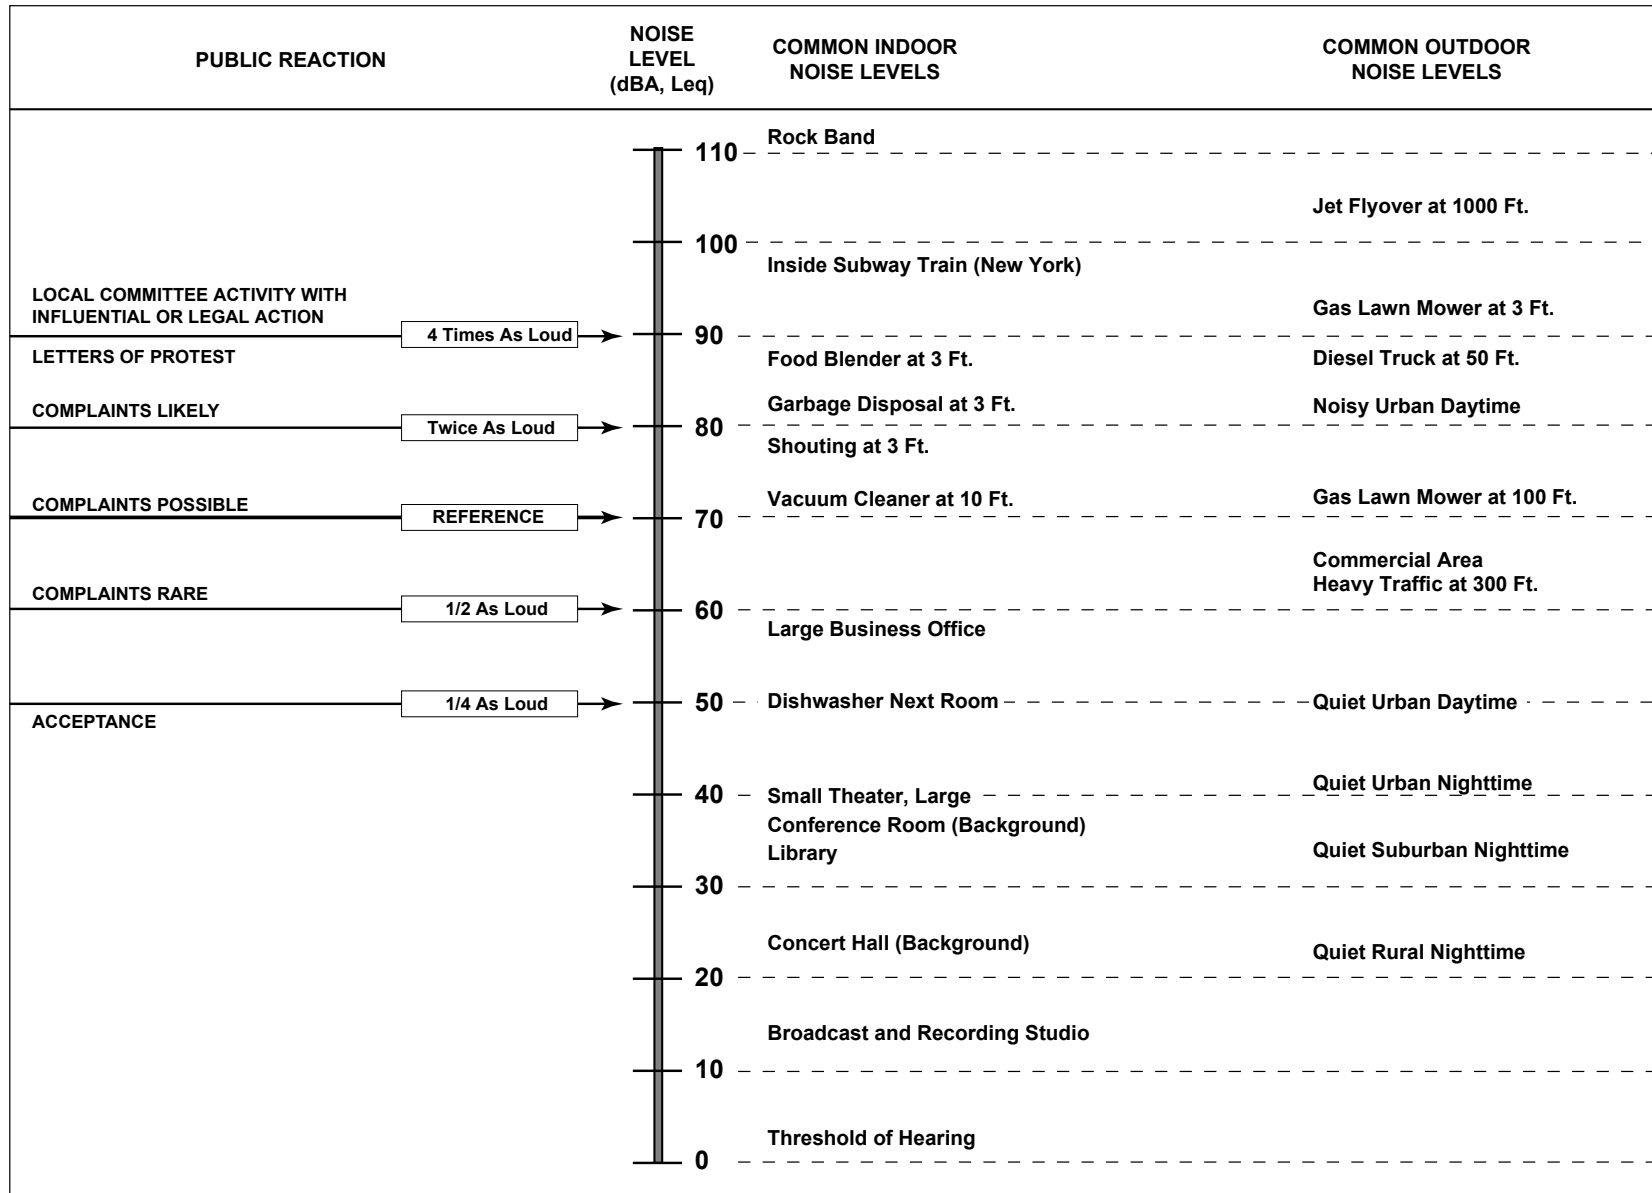 PUBLIC REACTION
NOISE
LEVEL
(dBA, Leq)
COMMON INDOOR
NOISE LEVELS
COMMON OUTDOOR
NOISE LEVELS
Rock Band
110
Jet Flyover at 1000 Ft.
100
Inside Subway Train (New York)
LOCAL COMMITTEE ACTIVITY WITH
INFLUENTIAL OR LEGAL ACTION
Gas Lawn Mower at 3 Ft.
4 Times As Loud
90
LETTERS OF PROTEST
Food Blender at 3 Ft.
Diesel Truck at 50 Ft.
COMPLAINTS LIKELY
Garbage Disposal at 3 Ft.
Noisy Urban Daytime
Twice As Loud
80
Shouting at 3 Ft.
COMPLAINTS POSSIBLE
Vacuum Cleaner at 10 Ft.
Gas Lawn Mower at 100 Ft.
REFERENCE
70
Commercial Area
Heavy Traffic at 300 Ft.
COMPLAINTS RARE
1/2 As Loud
60
Large Business Office
1/4 As Loud
50
Dishwasher Next Room
Quiet Urban Daytime
ACCEPTANCE
Quiet Urban Nighttime
40
Small Theater, Large
Conference Room (Background)
Library
Quiet Suburban Nighttime
30
Concert Hall (Background)
Quiet Rural Nighttime
20
Broadcast and Recording Studio
10
Threshold of Hearing
0